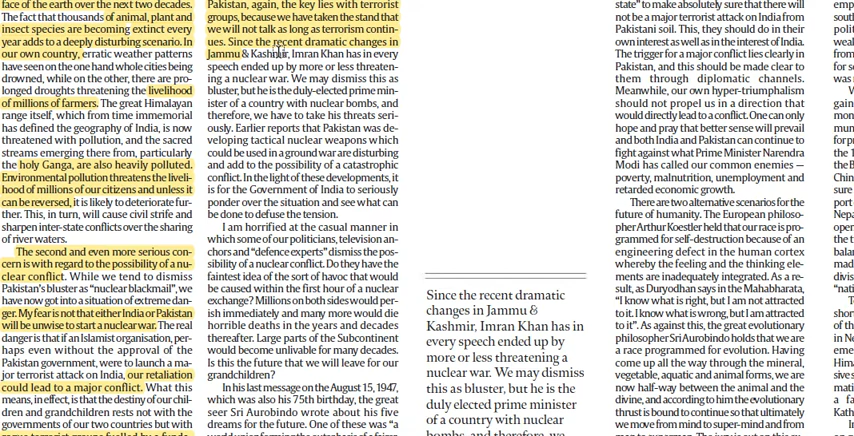 face of the earth over the next two decades.
The fact that thousands of animal, plant and
insect species are becoming extinct every
year adds to a deeply disturbing scenario. In
our own country, erratic weather patterns
have seen on the one hand whole cities being
drowned, while on the other, there are pro-
longed droughts threatening the livelihood
of millions of farmers. The great Himalayan
range itself, which from time immemorial
has defined the geography of India, is now
threatened with pollution, and the sacred
streams emerging there from, particularly
the holy Ganga, are also heavily polluted.
Environmental pollution threatens the liveli-
hood of millions of our citizens and unless it
can be reversed, it is likely to deteriorate fur-
ther. This, in turn, will cause civil strife and
sharpen inter-state conflicts over the sharing
of river waters.
The second and even more serious con-
cern is with regard to the possibility of a nu-
clear conflict. While we tend to dismiss
Pakistan's bluster as "nuclear blackmail", we
have now got into a situation of extreme dan-
ger. My fear is not that either India or Pakistan
will be unwise to start a nuclear war. The real
danger is that if an Islamist organisation, per-
haps even without the approval of the
Pakistan government, were to launch a ma-
jor terrorist attack on India, our retaliation
could lead to a major conflict. What this
means, in effect, is that the destiny of our chil-
dren and grandchildren rests not with the
governments of our two countries but with
Pakistan, again, the key lies with terrorist
groups, because we have taken the stand that
we will not talk as long as terrorism contin-
ues. Since the recent dramatic changes in
Jammu & Kashmir, Imran Khan has in every
speech ended up by more or less threaten-
ing a nuclear war. We may dismiss this as
bluster, but he is the duly-elected prime min-
ister of a country with nuclear bombs, and
therefore, we have to take his threats seri-
ously. Earlier reports that Pakistan was de-
veloping tactical nuclear weapons which
could be used in a ground war are disturbing
and add to the possibility of a catastrophic
conflict. In the light of these developments, it
is for the Government of India to seriously
ponder over the situation and see what can
be done to defuse the tension.
I am horrified at the casual manner in
which some of our politicians, television an-
chors and "defence experts" dismiss the pos-
sibility of a nuclear conflict. Do they have the
faintest idea of the sort of havoc that would
be caused within the first hour of a nuclear
exchange? Millions on both sides would per-
ish immediately and many more would die
horrible deaths in the years and decades
thereafter. Large parts of the Subcontinent
would become unlivable for many decades.
Is this the future that we will leave for our
grandchildren?
In his last message on the August 15, 1947,
which was also his 75th birthday, the great
seer Sri Aurobindo wrote about his five
dreams for the future. One of these was "a
Since the recent dramatic
changes in Jammu &
Kashmir, Imran Khan has in
every speech ended up by
more or less threatening a
nuclear war. We may dismiss
this as bluster, but he is the
duly elected prime minister
of a country with nuclear
bombs, and therefore, we
state" to make absolutely sure that there will
not be a major terrorist attack on India from
Pakistani soil. This, they should do in their
own interest as well as in the interest of India.
The trigger for a major conflict lies clearly in
Pakistan, and this should be made clear to
them through diplomatic channels.
Meanwhile, our own hyper-triumphalism
should not propel us in a direction that
would directly lead to a conflict. One can only
hope and pray that better sense will prevail
and both India and Pakistan can continue to
fight against what Prime Minister Narendra
Modi has called our common enemies —
poverty, malnutrition, unemployment and
retarded economic growth.
There are two alternative scenarios for the
future of humanity. The European philoso-
pher Arthur Koestler held that our race is pro-
grammed for self-destruction because of an
engineering defect in the human cortex
whereby the feeling and the thinking ele-
ments are inadequately integrated. As a re-
sult, as Duryodhan says in the Mahabharata,
"I know what is right, but I am not attracted
to it. I know what is wrong, but I am attracted
to it". As against this, the great evolutionary
philosopher Sri Aurobindo holds that we are
a race programmed for evolution. Having
come up all the way through the mineral,
vegetable, aquatic and animal forms, we are
now half-way between the animal and the
divine, and according to him the evolutionary
thrust is bound to continue so that ultimately
we move from to super-mind and from